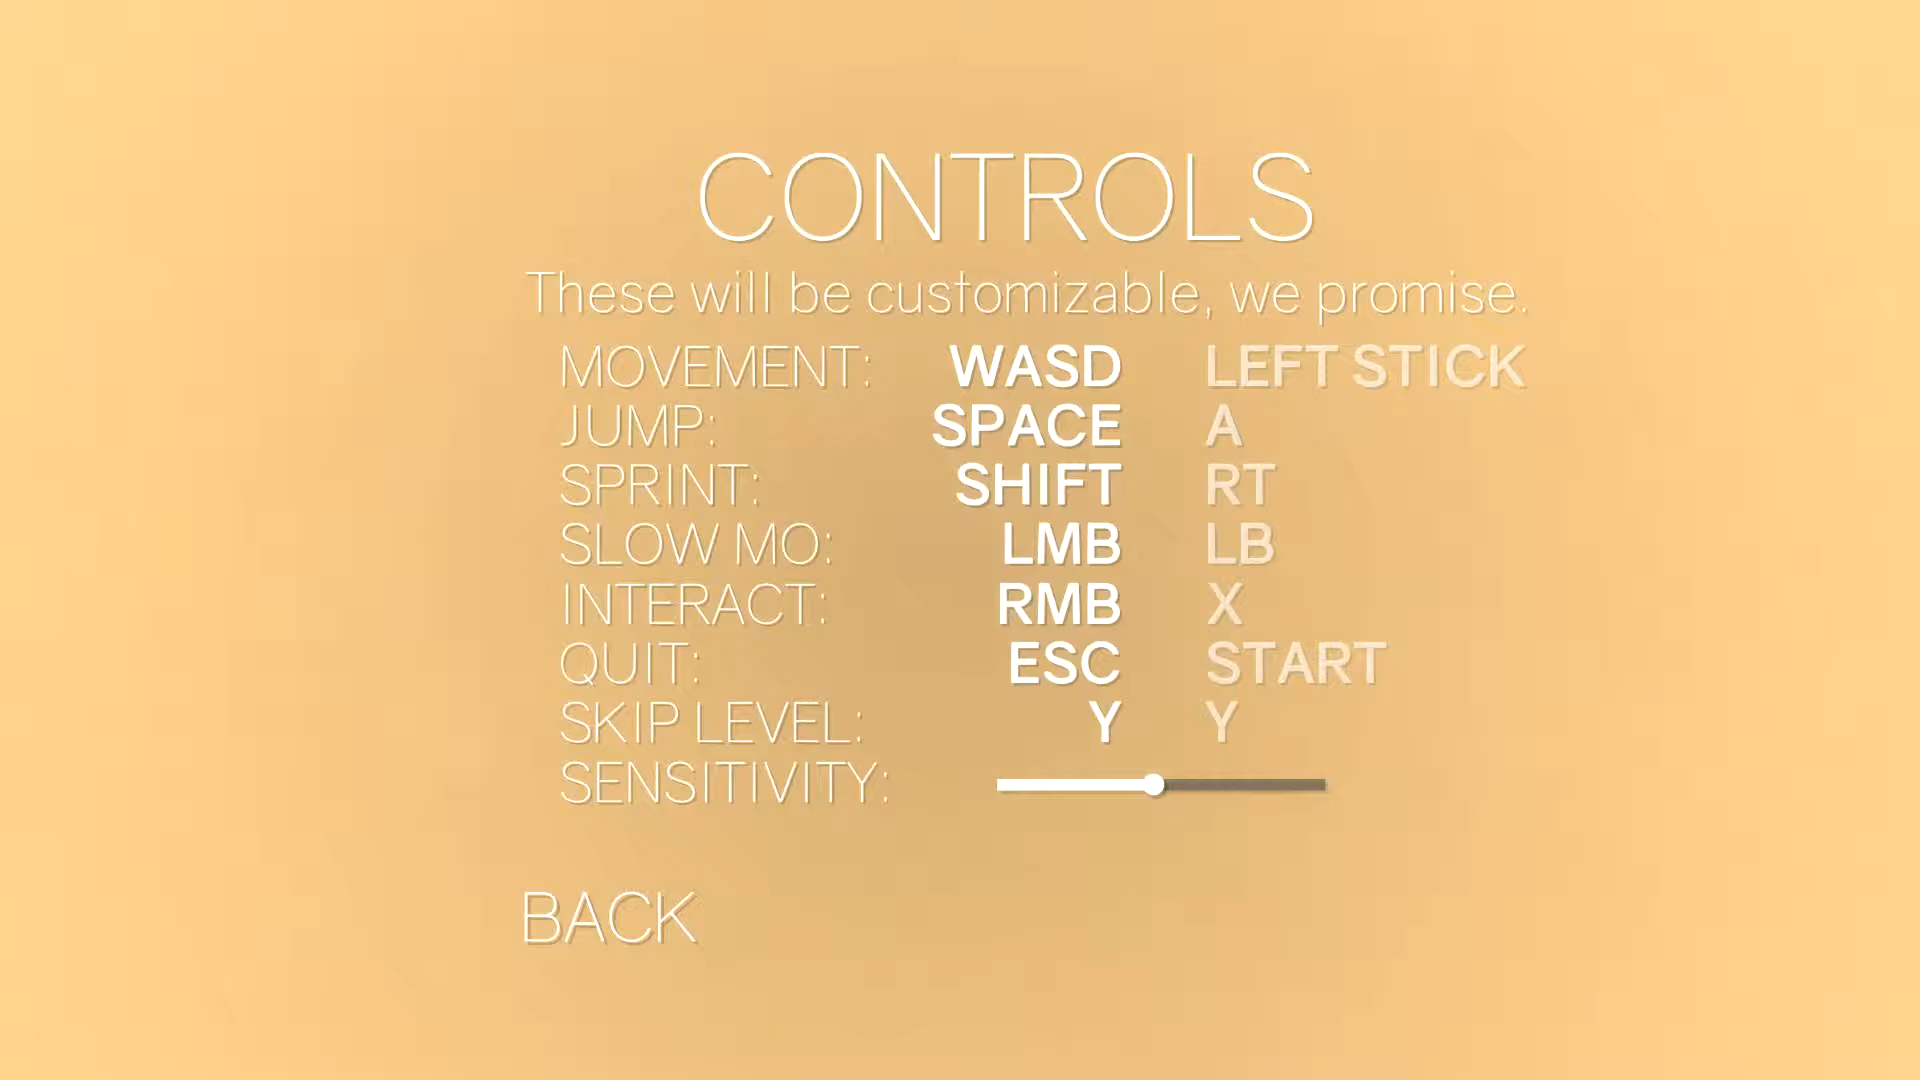 CONTROLS
These will be customizable, we promise.
MOVEMENT: WASD LEFT STICK
JUMP: SPACE A
SPRINT: SHIFT RT
SLOW MO: LMB LB
INTERACT: RMB X
QUIT: ESC START
SKIP LEVEL: Y Y
SENSITIVITY:
BACK